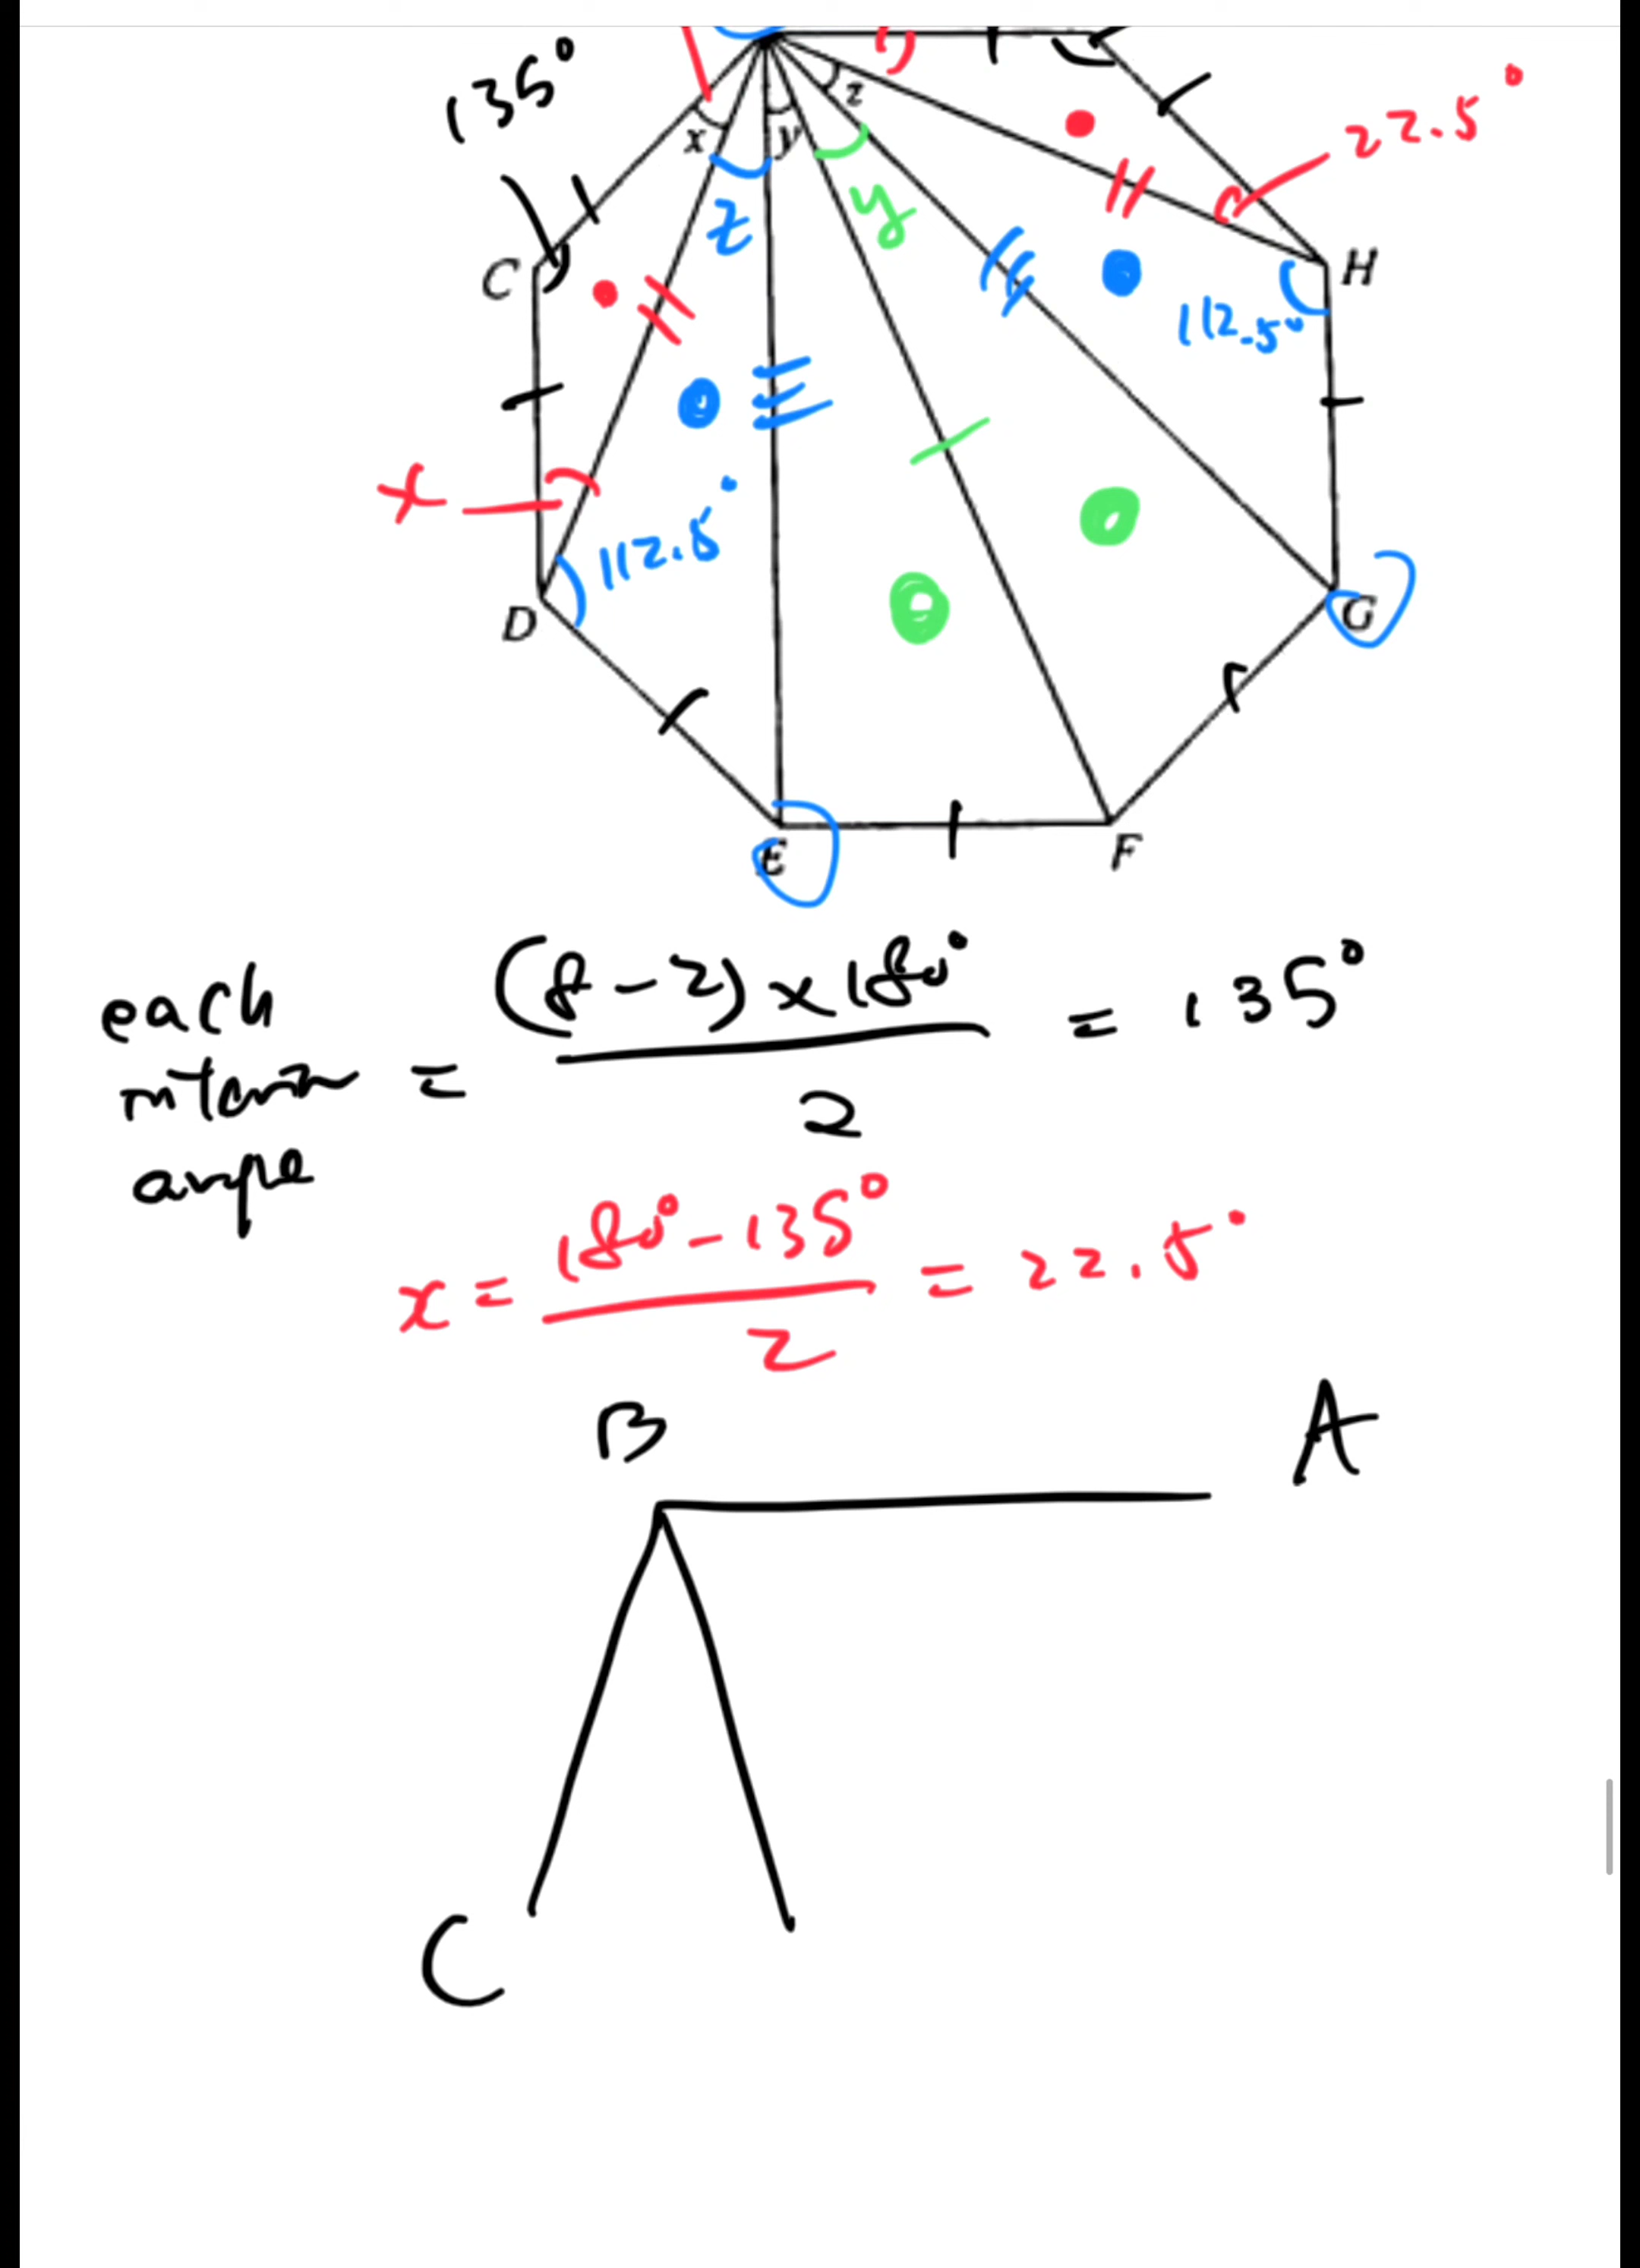 135°
x
y
z
z
y
22.5°
C
H
112.5°
x
112.5°
D
G
E
F
each
interior = (8-2)×180° / 2 = 135°
angle
x = 180° - 135° / 2 = 22.5°
B
A
C